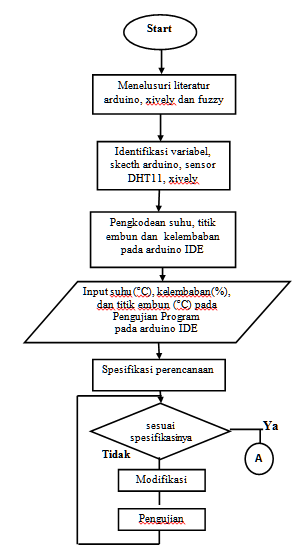 Start
Menelusuri literatur
arduino, xively dan fuzzy
Identifikasi variabel,
skecth arduino, sensor
DHT11, xively
Pengkodean suhu, titik
embun dan kelembaban
pada arduino IDE
Input suhu (°C), kelembaban(%),
dan titik embun (°C) pada
Pengujian Program
pada arduino IDE
Spesifikasi perencanaan
sesuai
spesifikasinya
Ya
A
Tidak
Modifikasi
Pengujian